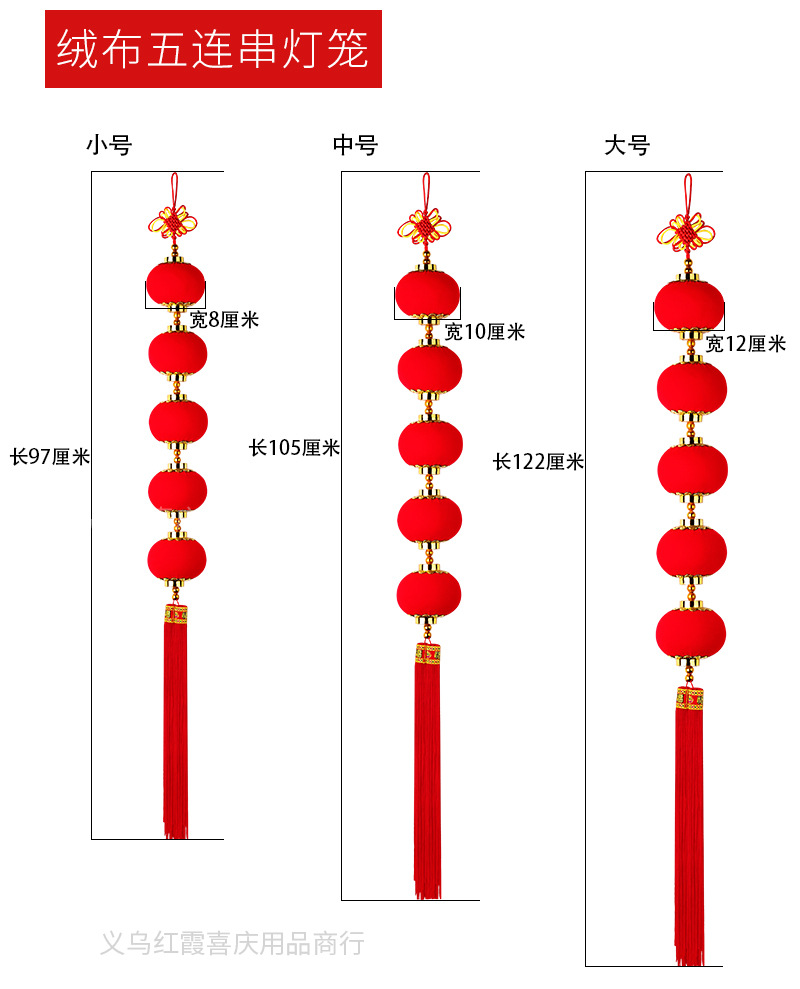 绒布五连串灯笼
小号
中号
大号
宽8厘米
宽10厘米
宽12厘米
长97厘米
长105厘米
长122厘米
义乌红霞喜庆用品商行